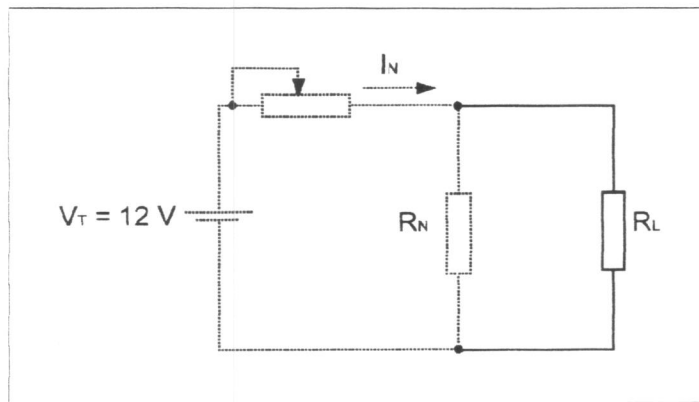 I_N
V_T = 12 V
R_N
R_L